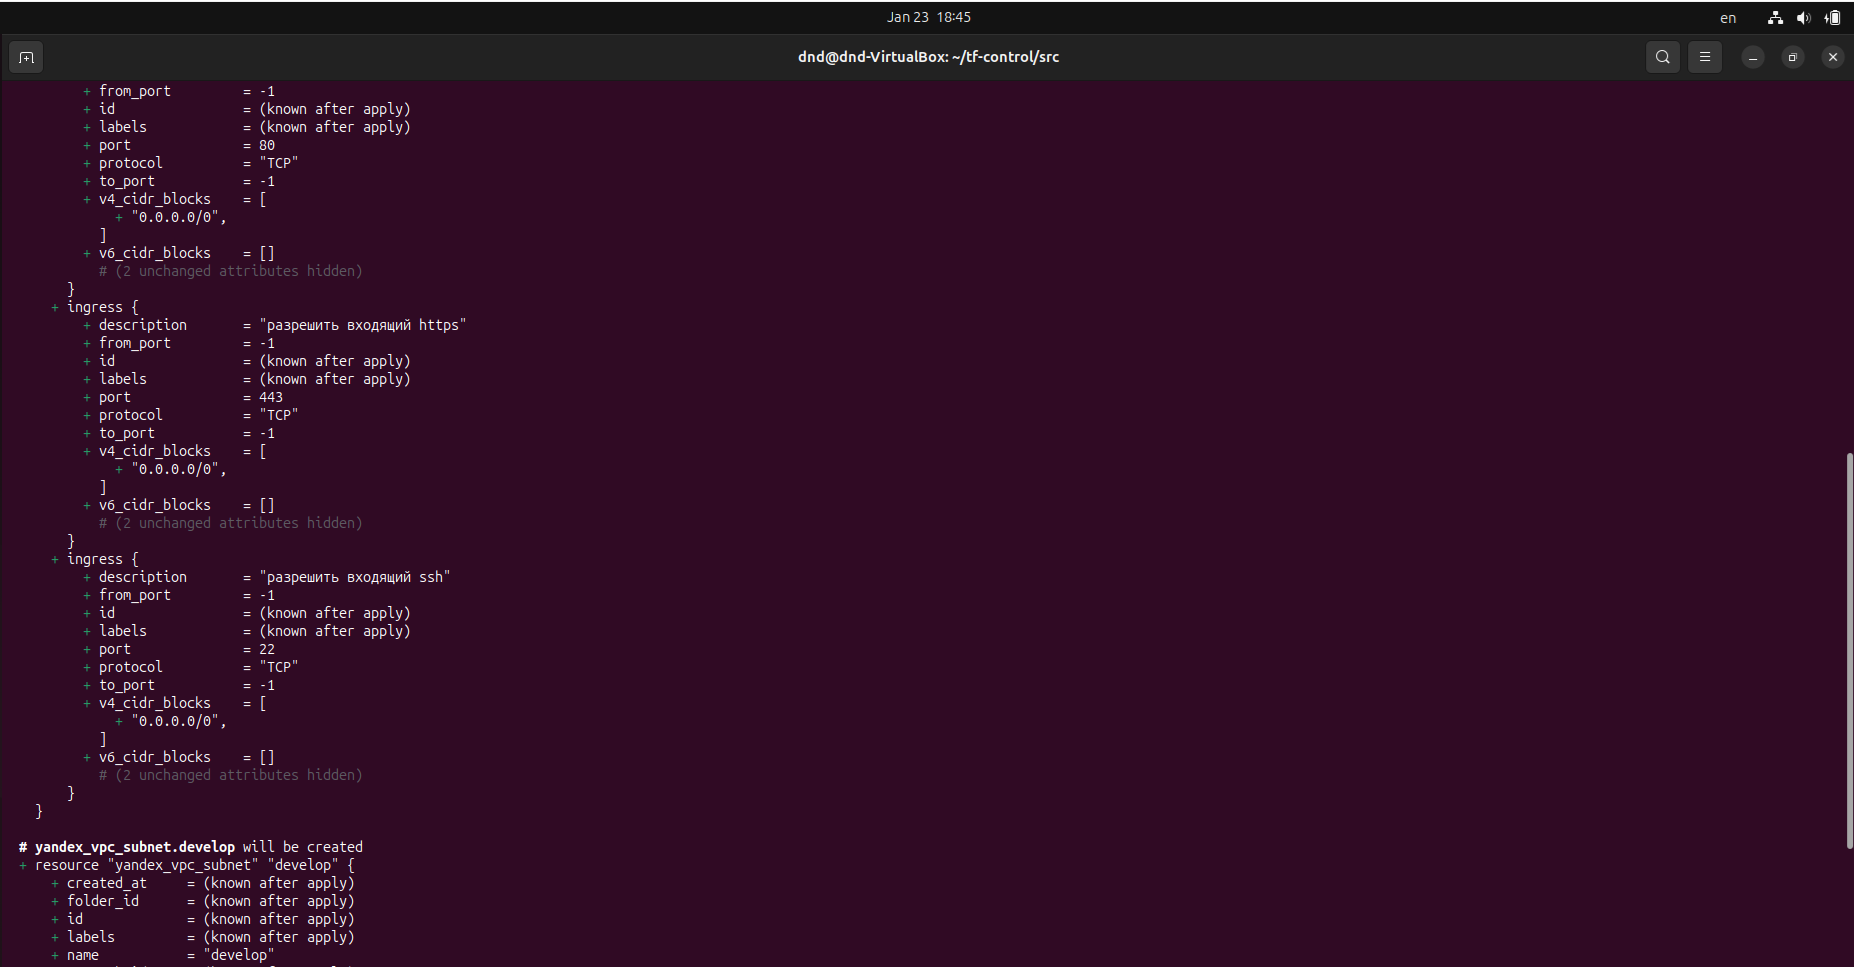 Jan 23 18:45
en
dnd@dnd-VirtualBox: ~/tf-control/src
+ from_port = -1
+ id = (known after apply)
+ labels = (known after apply)
+ port = 80
+ protocol = "TCP"
+ to_port = -1
+ v4_cidr_blocks = [
+ "0.0.0.0/0",
]
+ v6_cidr_blocks = []
# (2 unchanged attributes hidden)
}
+ ingress {
+ description = "разрешить входящий https"
+ from_port = -1
+ id = (known after apply)
+ labels = (known after apply)
+ port = 443
+ protocol = "TCP"
+ to_port = -1
+ v4_cidr_blocks = [
+ "0.0.0.0/0",
]
+ v6_cidr_blocks = []
# (2 unchanged attributes hidden)
}
+ ingress {
+ description = "разрешить входящий ssh"
+ from_port = -1
+ id = (known after apply)
+ labels = (known after apply)
+ port = 22
+ protocol = "TCP"
+ to_port = -1
+ v4_cidr_blocks = [
+ "0.0.0.0/0",
]
+ v6_cidr_blocks = []
# (2 unchanged attributes hidden)
}
}
# yandex_vpc_subnet.develop will be created
+ resource "yandex_vpc_subnet" "develop" {
+ created_at = (known after apply)
+ folder_id = (known after apply)
+ id = (known after apply)
+ labels = (known after apply)
+ name = "develop"